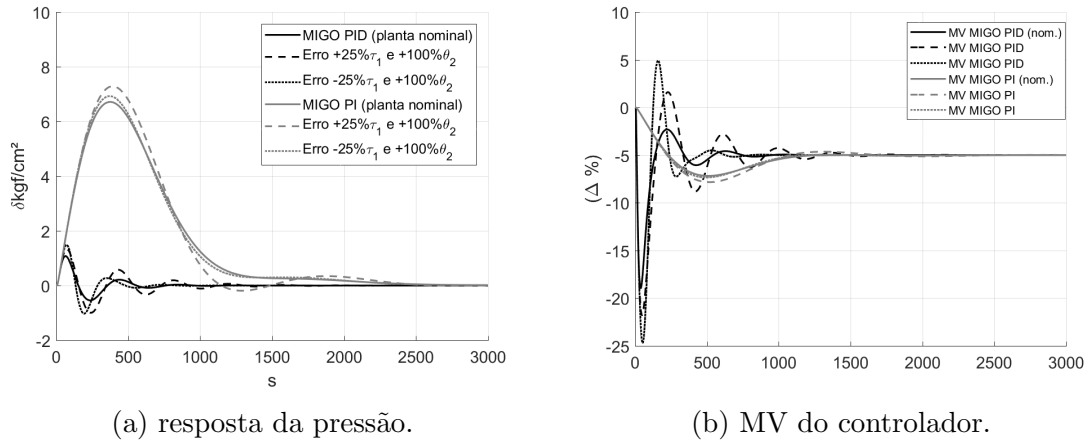 10
8
6
4
2
0
-2
δkgf/cm²
MIGO PID (planta nominal)
Erro +25%τ1 e +100%θ2
Erro -25%τ1 e +100%θ2
MIGO PI (planta nominal)
Erro +25%τ1 e +100%θ2
Erro -25%τ1 e +100%θ2
0 500 1000 1500 2000 2500 3000
s
(a) resposta da pressão.
10
5
0
-5
-10
-15
-20
-25
(Δ %)
MV MIGO PID (nom.)
MV MIGO PID
MV MIGO PID
MV MIGO PI (nom.)
MV MIGO PI
MV MIGO PI
0 500 1000 1500 2000 2500 3000
(b) MV do controlador.